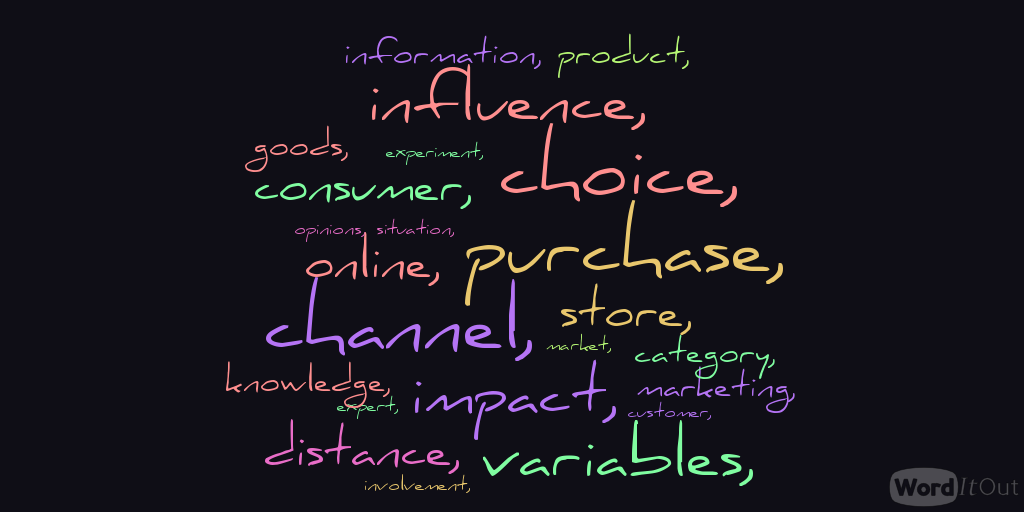 information, product,
influence,
goods, experiment,
choice,
consumer,
opinions, situation,
online, purchase,
channel, store,
market, category,
knowledge, impact, marketing,
expert, customer,
distance, variables,
involvement,
WordItOut